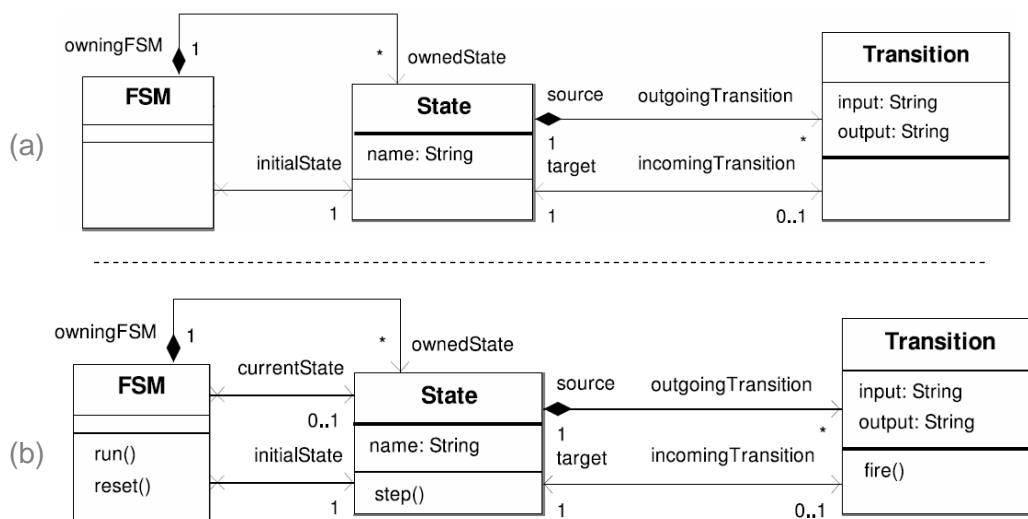 owningFSM 1 * ownedState
FSM
State
name: String
Transition
input: String
output: String
(a)
source outgoingTransition
1 *
target incomingTransition
1 0..1
initialState
1
owningFSM 1 * ownedState
FSM
run()
reset()
currentState
0..1
initialState
1
State
name: String
step()
source outgoingTransition
1 *
target incomingTransition
1 0..1
Transition
input: String
output: String
fire()
(b)